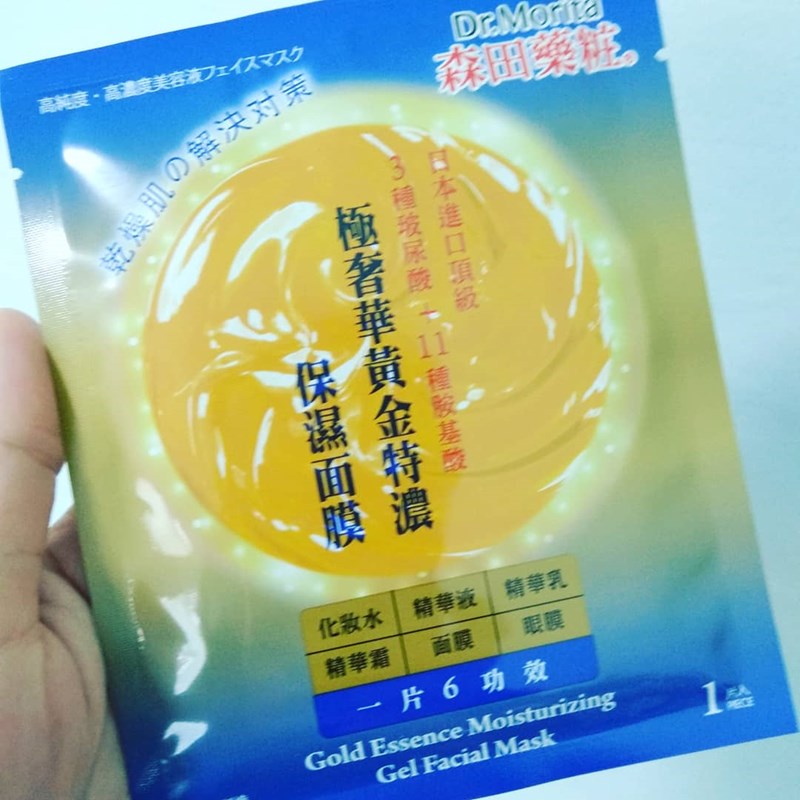 Dr.Morita
森田藥粧®
高純度・高濃度美容液フェイスマスク
乾燥肌の解決対策
日本進口頂級
3種玻尿酸+11種胺基酸
極奢華黃金特濃
保濕面膜
化妝水 精華液 精華乳
精華霜 面膜 眼膜
一片6功效
Gold Essence Moisturizing
Gel Facial Mask
1片入
PIECE